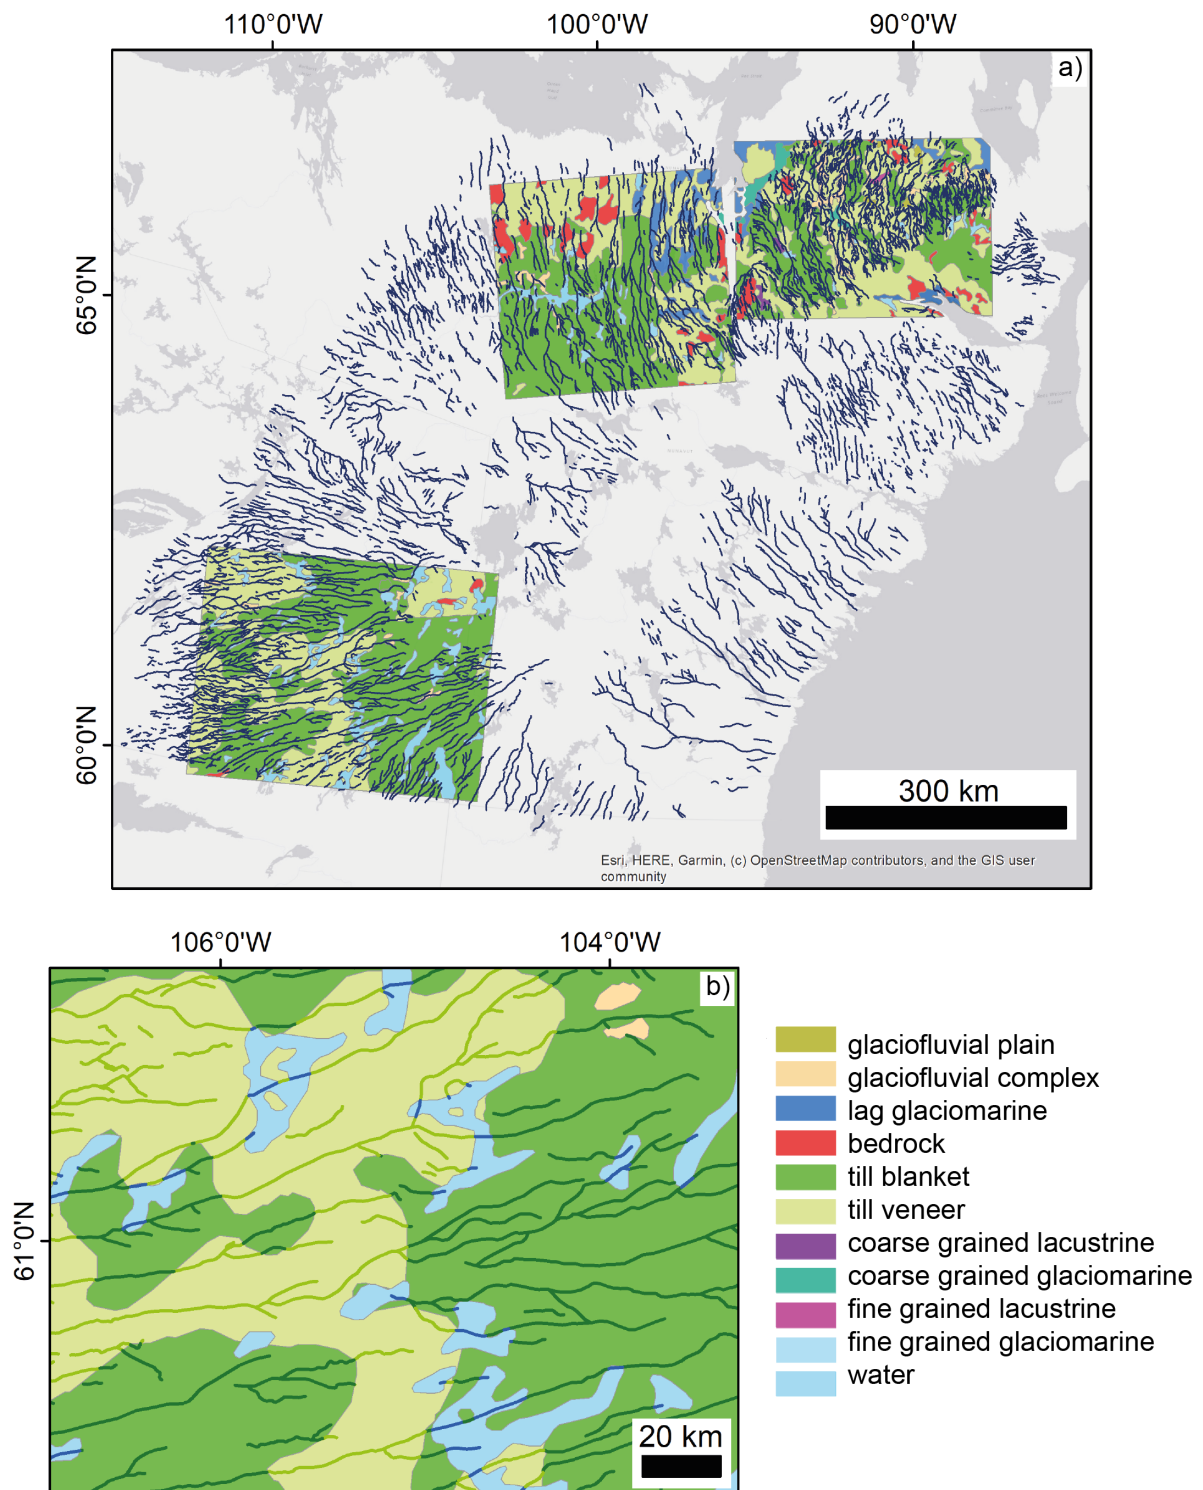 110°0'W 100°0'W 90°0'W
a)
65°0'N
60°0'N
300 km
Esri, HERE, Garmin, (c) OpenStreetMap contributors, and the GIS user
community
106°0'W 104°0'W
b)
61°0'N
20 km
glaciofluvial plain
glaciofluvial complex
lag glaciomarine
bedrock
till blanket
till veneer
coarse grained lacustrine
coarse grained glaciomarine
fine grained lacustrine
fine grained glaciomarine
water